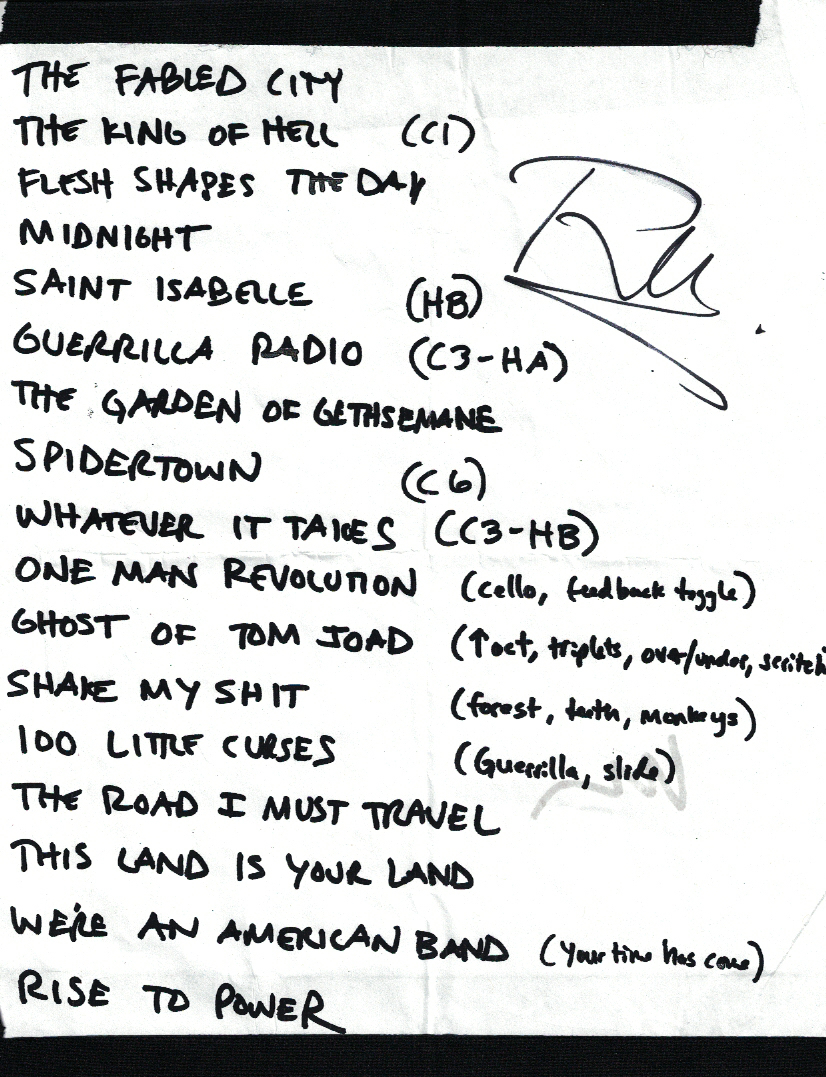 THE FABLED CITY
THE KING OF HELL (C1)
FLESH SHAPES THE DAY
MIDNIGHT
SAINT ISABELLE (HB)
GUERRILLA RADIO (C3-HA)
THE GARDEN OF GETHSEMANE
SPIDERTOWN (C6)
WHATEVER IT TAKES (C3-HB)
ONE MAN REVOLUTION (cello, feedback toggle)
GHOST OF TOM JOAD (↑oct, triplets, over/under, scritch
SHAKE MY SHIT (forest, teeth, monkeys)
100 LITTLE CURSES (Guerrilla, slide)
THE ROAD I MUST TRAVEL
THIS LAND IS YOUR LAND
WE'RE AN AMERICAN BAND (Your time has come)
RISE TO POWER